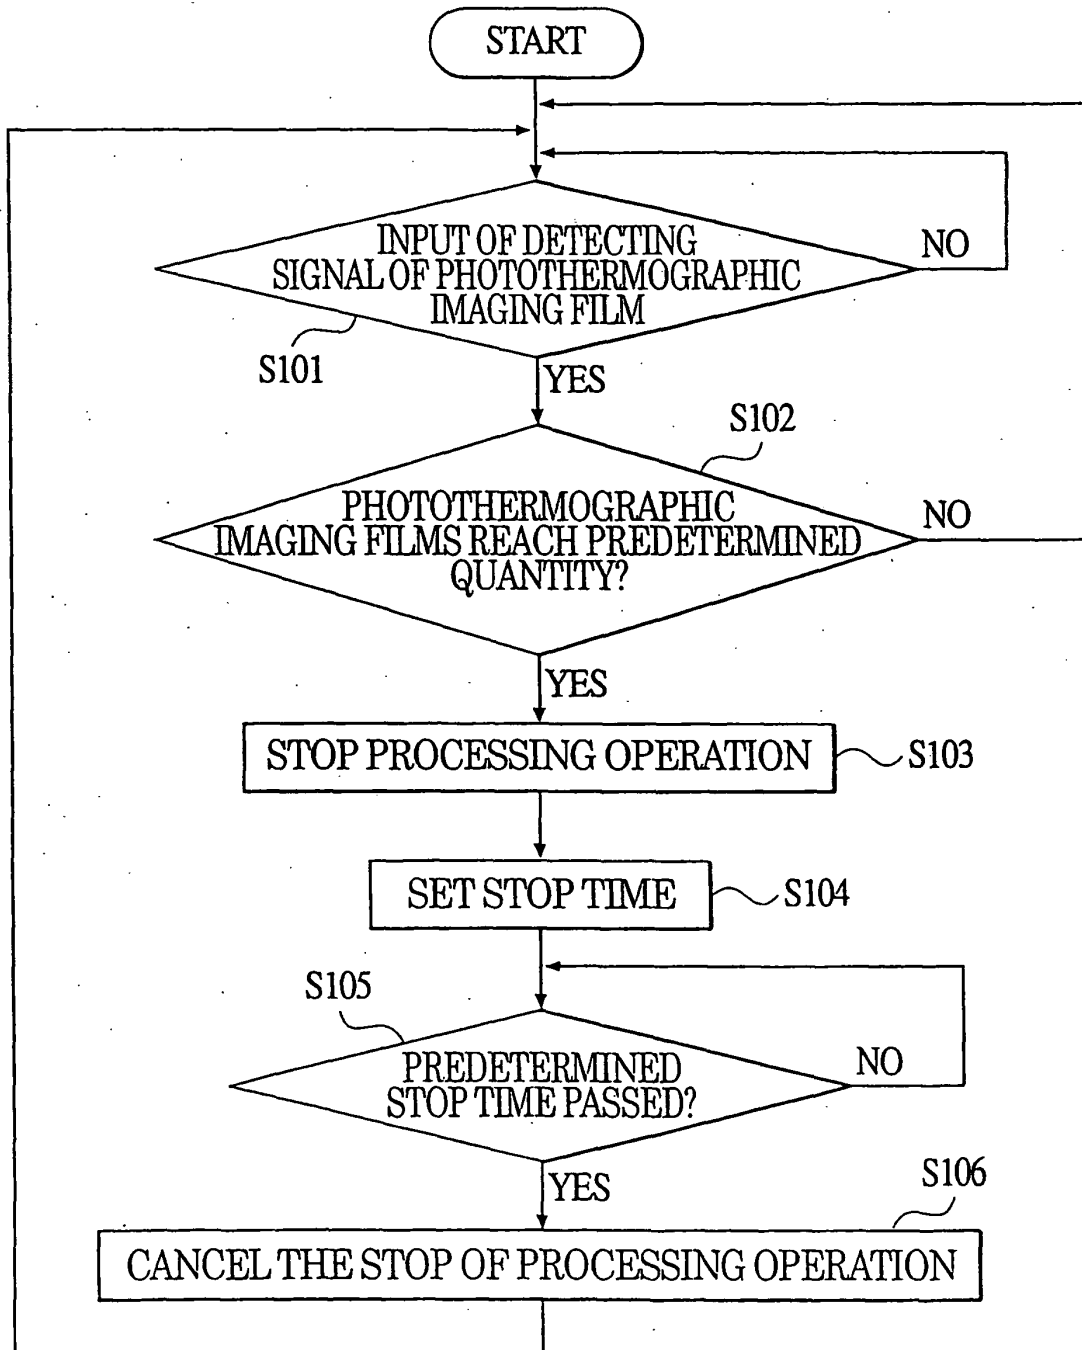 START
INPUT OF DETECTING
SIGNAL OF PHOTOTHERMOGRAPHIC
IMAGING FILM
NO
S101
YES
S102
PHOTOTHERMOGRAPHIC
IMAGING FILMS REACH PREDETERMINED
QUANTITY?
NO
YES
STOP PROCESSING OPERATION
S103
SET STOP TIME
S104
S105
PREDETERMINED
STOP TIME PASSED?
NO
YES
S106
CANCEL THE STOP OF PROCESSING OPERATION